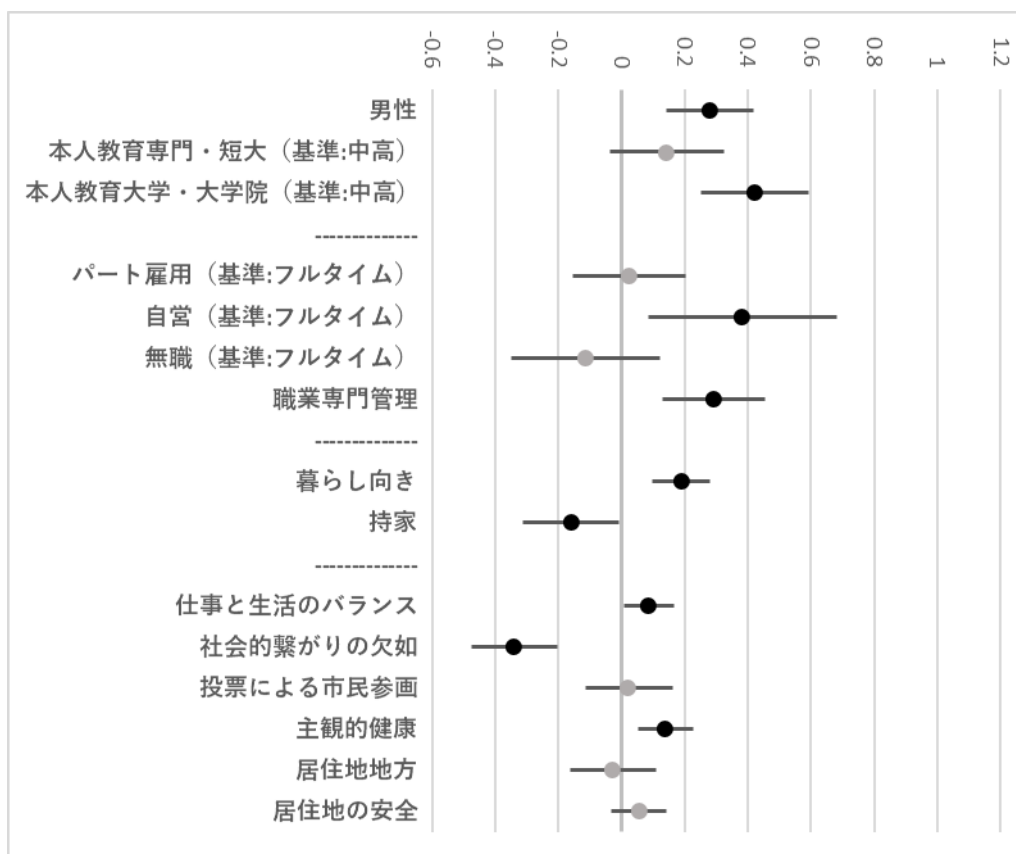 -0.6 -0.4 -0.2 0 0.2 0.4 0.6 0.8 1 1.2
男性
本人教育専門・短大（基準:中高）
本人教育大学・大学院（基準:中高）
--------------
パート雇用（基準:フルタイム）
自営（基準:フルタイム）
無職（基準:フルタイム）
職業専門管理
--------------
暮らし向き
持家
--------------
仕事と生活のバランス
社会的繋がりの欠如
投票による市民参画
主観的健康
居住地地方
居住地の安全